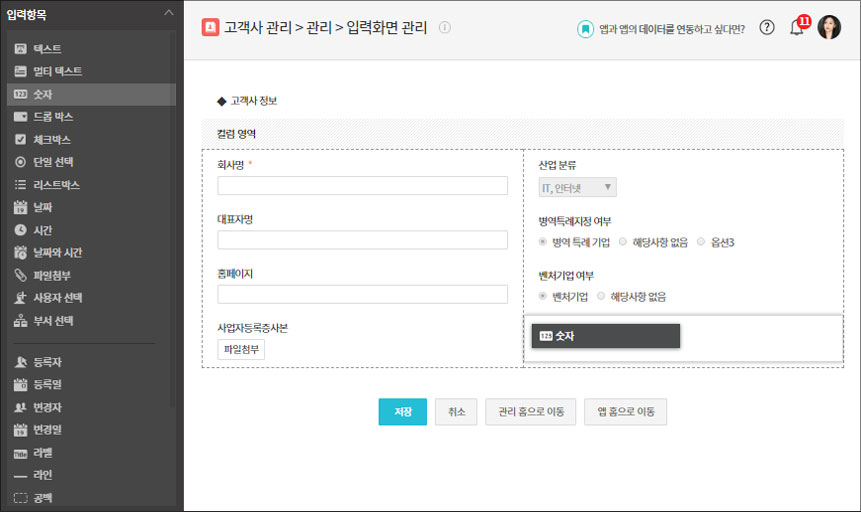 입력항목
텍스트
멀티 텍스트
123 숫자
드롭 박스
체크박스
단일 선택
리스트박스
19 날짜
시간
날짜와 시간
파일첨부
사용자 선택
부서 선택
등록자
등록일
변경자
19 변경일
Title 라벨
라인
공백
고객사 관리 > 관리 > 입력화면 관리
앱과 앱의 데이터를 연동하고 싶다면?
11
◆ 고객사 정보
컬럼 영역
회사명 *
대표자명
홈페이지
사업자등록증사본
파일첨부
산업 분류
IT, 인터넷 ▼
병역특례지정 여부
병역 특례 기업 해당사항 없음 옵션3
벤처기업 여부
벤처기업 해당사항 없음
123 숫자
저장 취소 관리 홈으로 이동 앱 홈으로 이동